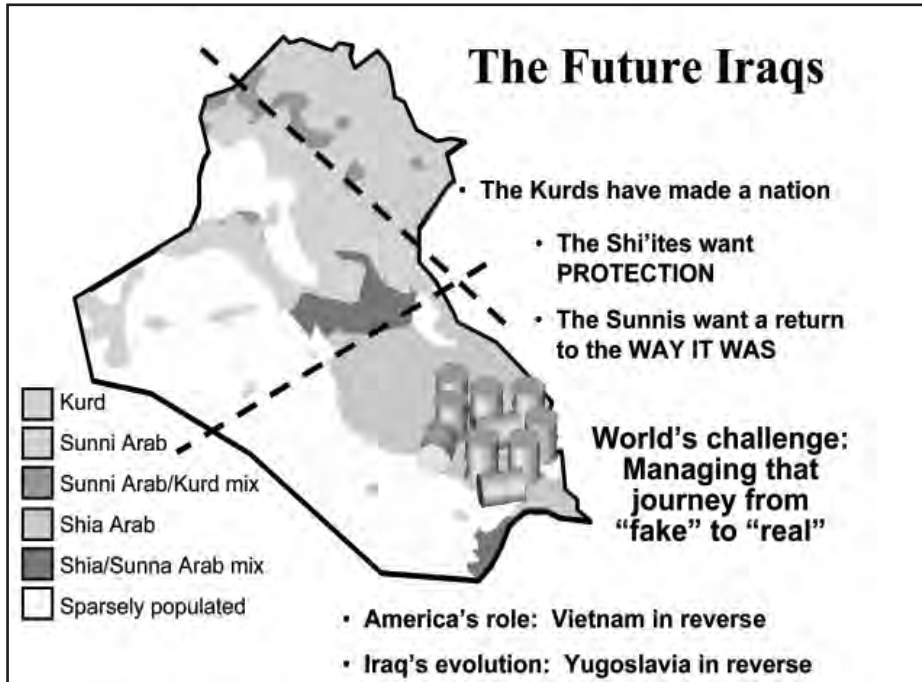 The Future Iraqs
• The Kurds have made a nation
• The Shi'ites want
PROTECTION
• The Sunnis want a return
to the WAY IT WAS
Kurd
Sunni Arab
Sunni Arab/Kurd mix
Shia Arab
Shia/Sunna Arab mix
Sparsely populated
World's challenge:
Managing that
journey from
“fake” to “real”
• America's role: Vietnam in reverse
• Iraq's evolution: Yugoslavia in reverse